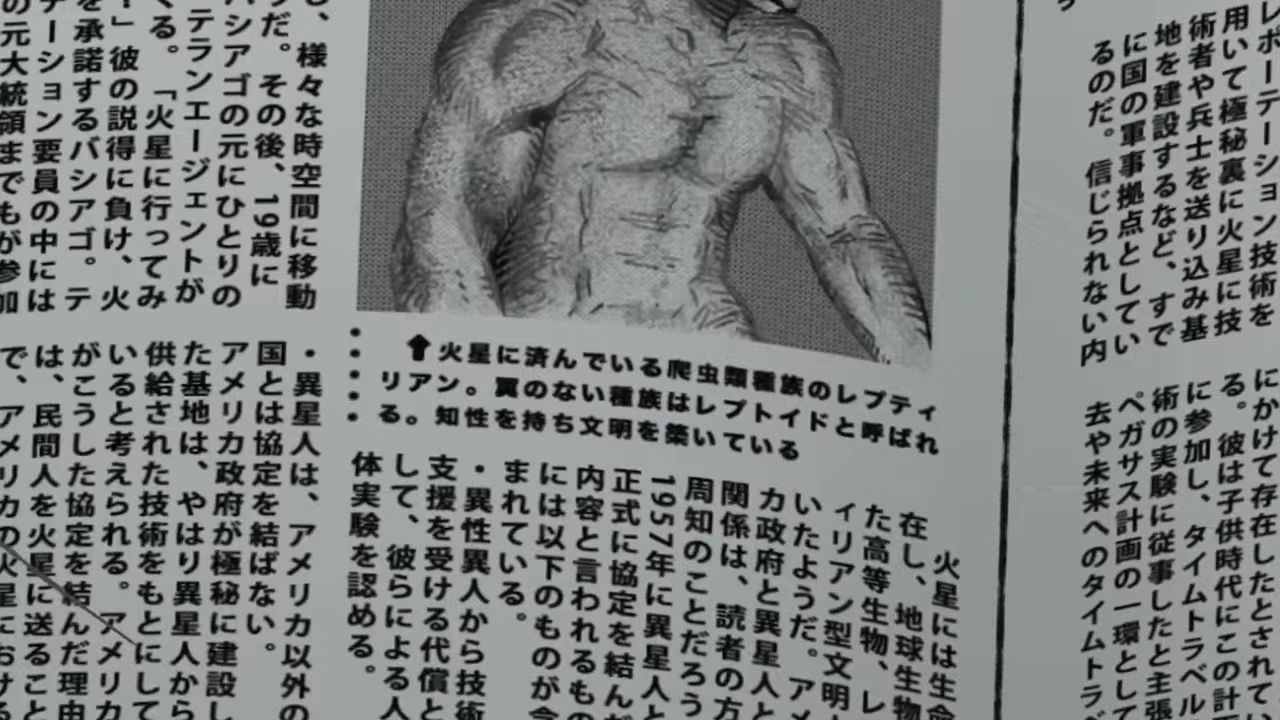 レポーテーション技術を
用いて極秘裏に火星に技
術者や兵士を送り込み基
地を建設するなど、すで
に国の軍事拠点としてい
るのだ。信じられない内
にかけて存在したとされてい
る。彼は子供時代にこの計
に参加し、タイムトラベル
術の実験に従事したと主張
ペガサス計画の一環として
去や未来へのタイムトラ
⬆火星に済んでいる爬虫類種族のレプティ
リアン。翼のない種族はレプトイドと呼ばれ
る。知性を持ち文明を築いている
火星には生命
在し、地球生物
た高等生物、レ
ィリアン型文明
いたようだ。アメ
カ政府と異星人と
関係は、読者の方
周知のことだろう
1957年に異星人と
正式に協定を結んだ
内容と言われるもの
には以下のものが含
まれている。
・異性異人から技術
支援を受ける代償と
して、彼らによる人
体実験を認める。
、様々な時空間に移動
だ。その後、19歳に
バシアゴの元にひとりの
テランエージェントが
くる。「火星に行ってみ
！」彼の説得に負け、火
を承諾するバシアゴ。テ
テーション要員の中には
の元大統領までもが参加
・異星人は、アメリカ以外の
国とは協定を結ばない。
アメリカ政府が極秘に建設し
た基地は、やはり異星人から
供給された技術をもとにして
いると考えられる。アメリカ
がこうした協定を結んだ理由
は、民間人を火星に送ること
で、アメリカの火星における